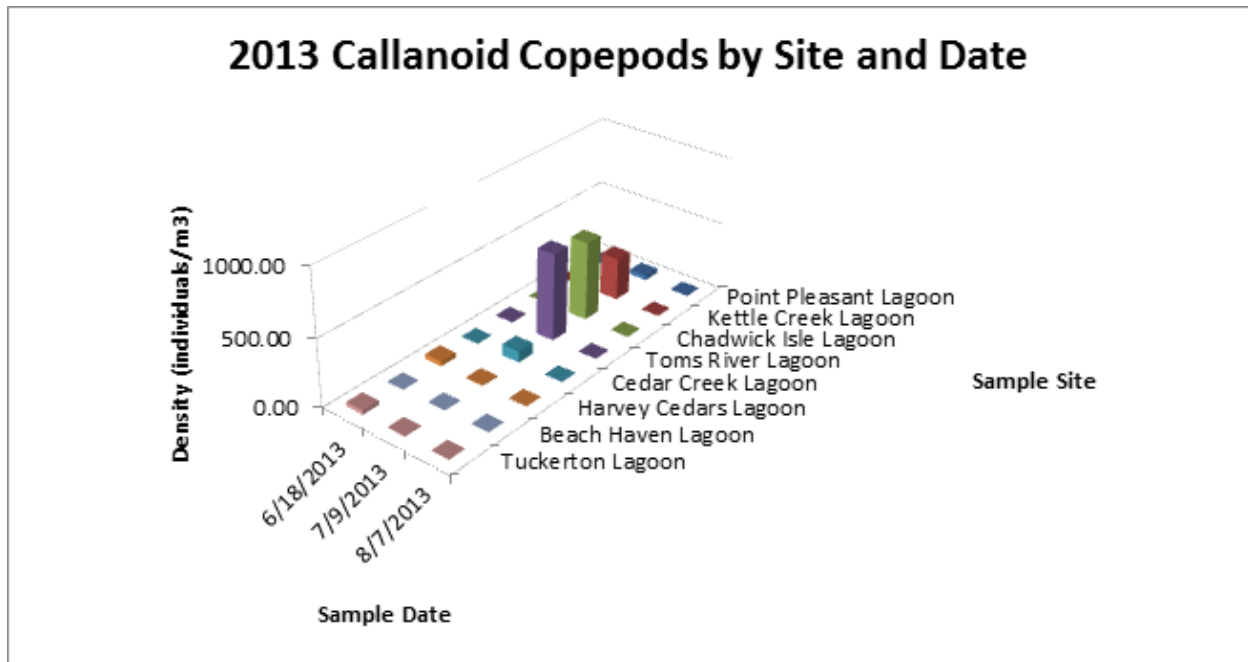 2013 Callanoid Copepods by Site and Date
Density (individuals/m3)
1000.00
500.00
0.00
6/18/2013
7/9/2013
8/7/2013
Sample Date
Point Pleasant Lagoon
Kettle Creek Lagoon
Chadwick Isle Lagoon
Toms River Lagoon
Cedar Creek Lagoon
Harvey Cedars Lagoon
Beach Haven Lagoon
Tuckerton Lagoon
Sample Site